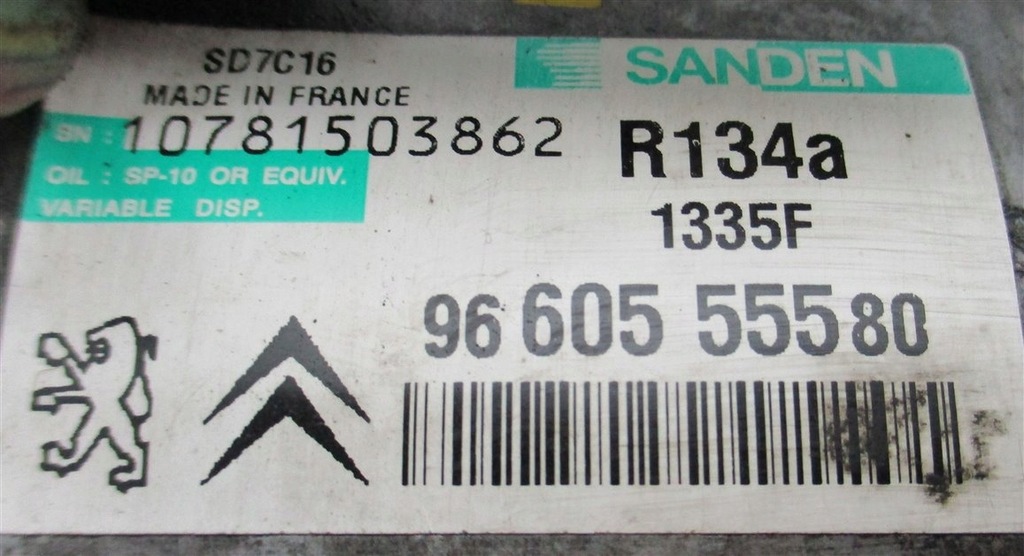 SD7C16
MADE IN FRANCE
SANDEN
SN : 10781503862
OIL : SP-10 OR EQUIV.
VARIABLE DISP.
R134a
1335F
96 605 555 80